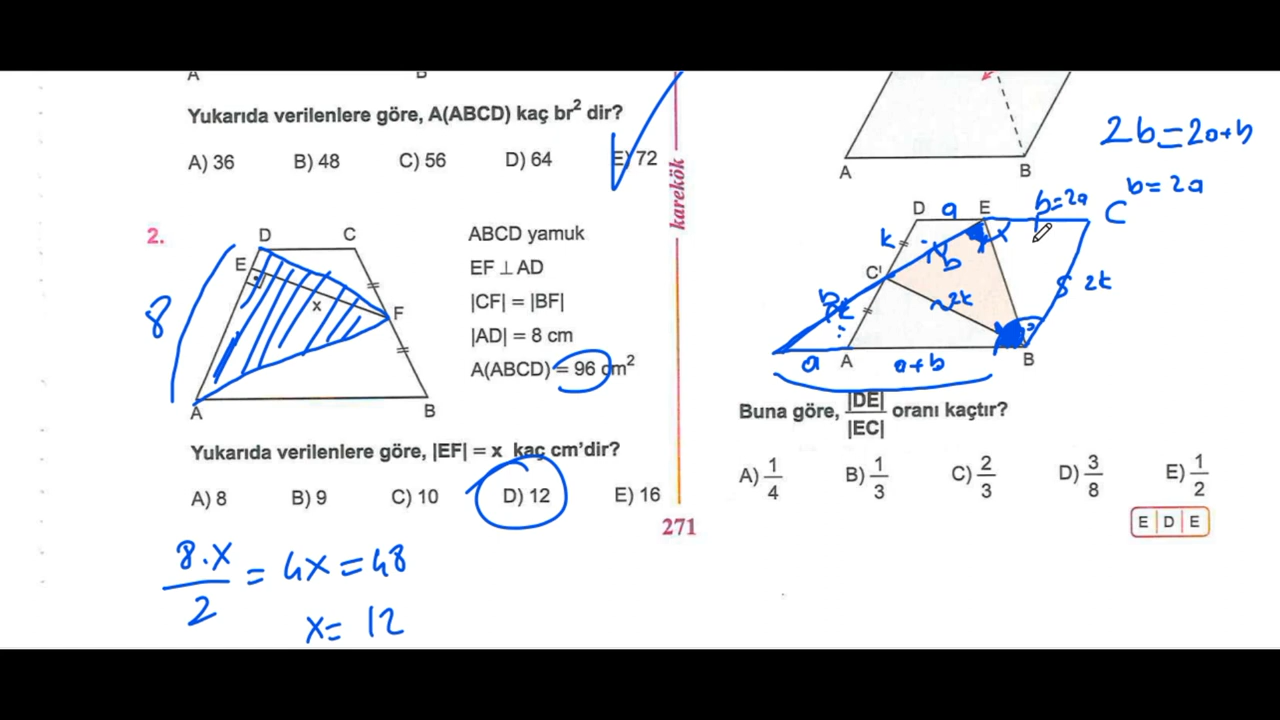 A B
Yukarıda verilenlere göre, A(ABCD) kaç br² dir?
A) 36 B) 48 C) 56 D) 64 E) 72
2.
D C
E
x
F
8
A B
ABCD yamuk
EF ⊥ AD
|CF| = |BF|
|AD| = 8 cm
A(ABCD) = 96 cm²
Yukarıda verilenlere göre, |EF| = x kaç cm'dir?
A) 8 B) 9 C) 10 D) 12 E) 16
8.x/2 = 4x = 48
x = 12
karekök
271
A B
2b = 2a+b
b = 2a
D a E b=2a C
k
b
C'
2k 2k
b k
a A a+b B
Buna göre, |DE|/|EC| oranı kaçtır?
A) 1/4 B) 1/3 C) 2/3 D) 3/8 E) 1/2
E | D | E